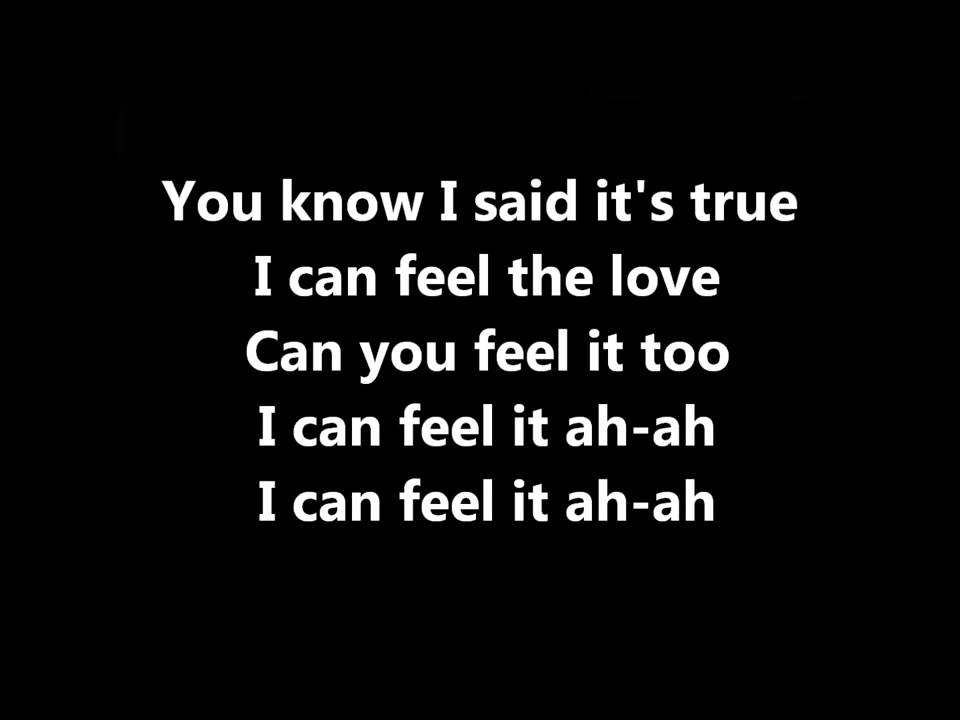 You know I said it's true
I can feel the love
Can you feel it too
I can feel it ah-ah
I can feel it ah-ah